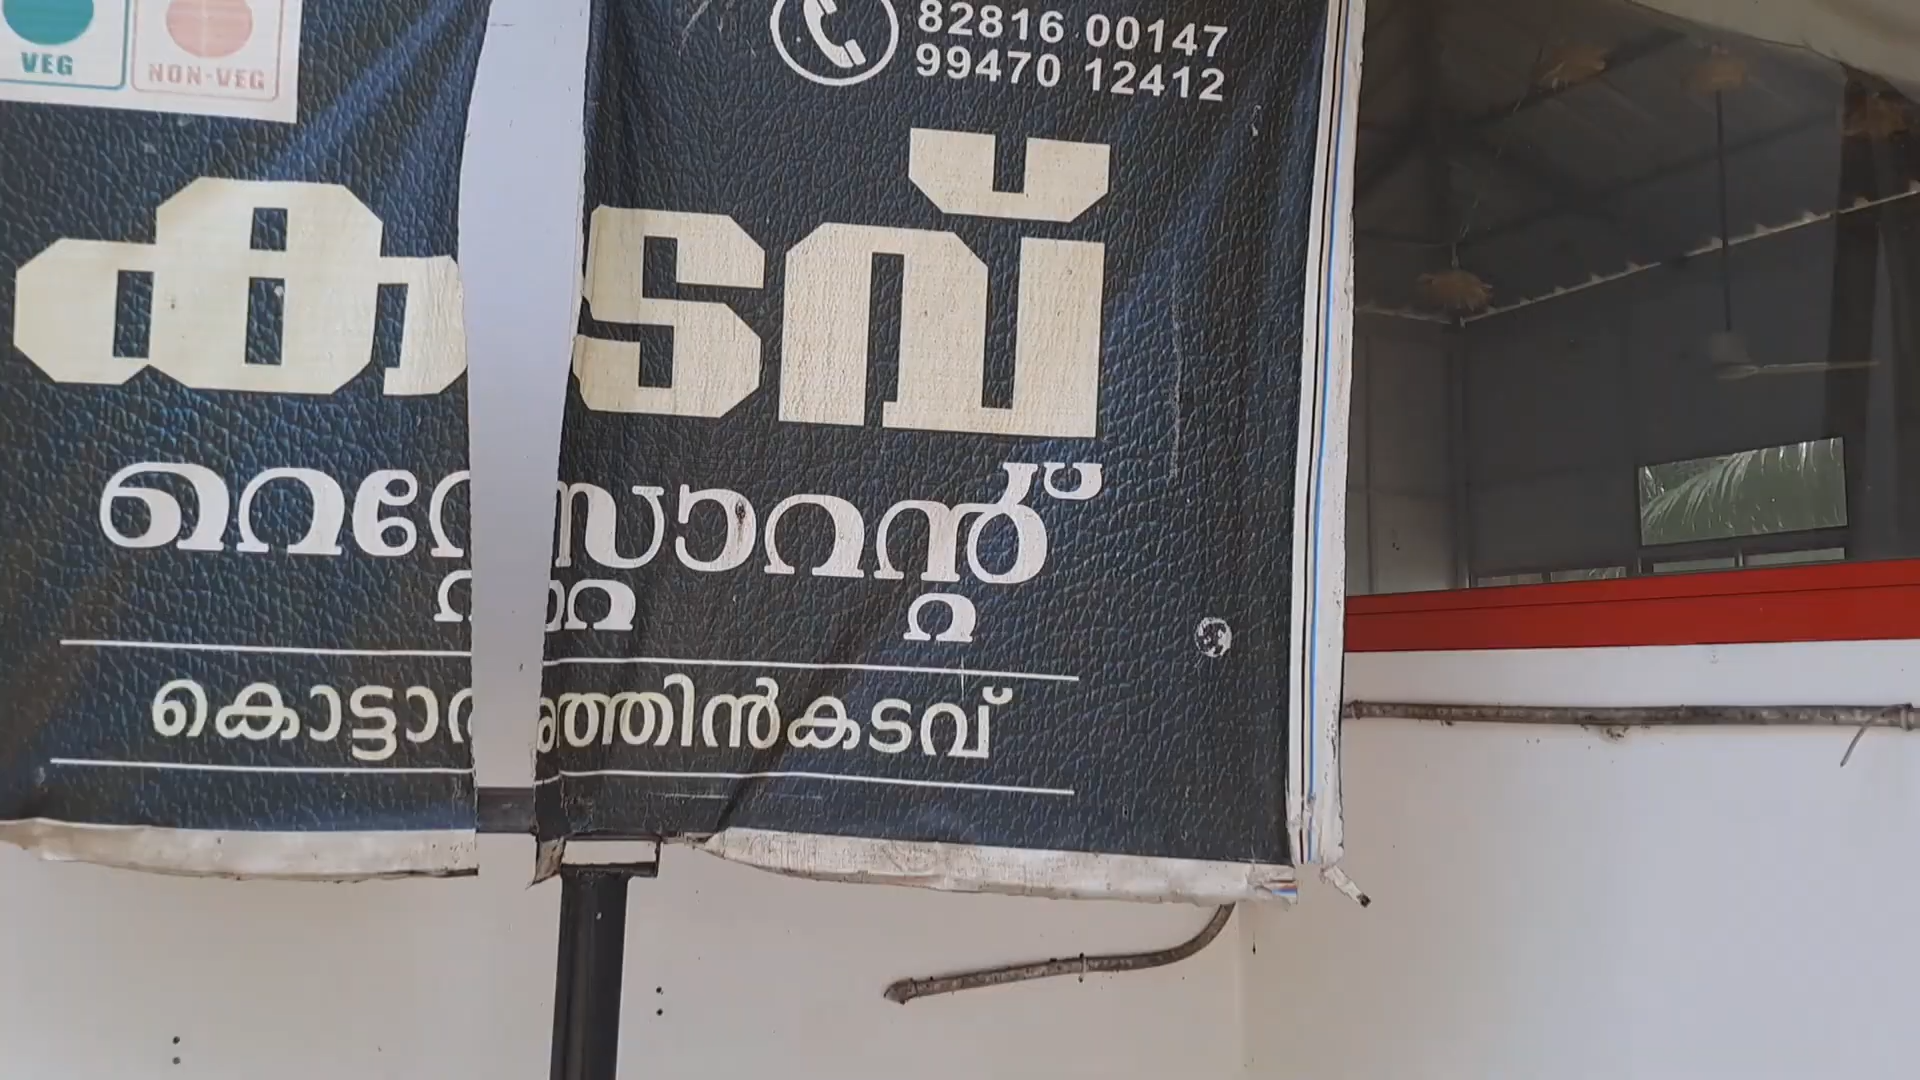 VEG NON-VEG
82816 00147
99470 12412
കടവ്
റെസ്റ്റോറന്റ്
കൊട്ടാരത്തിൻകടവ്